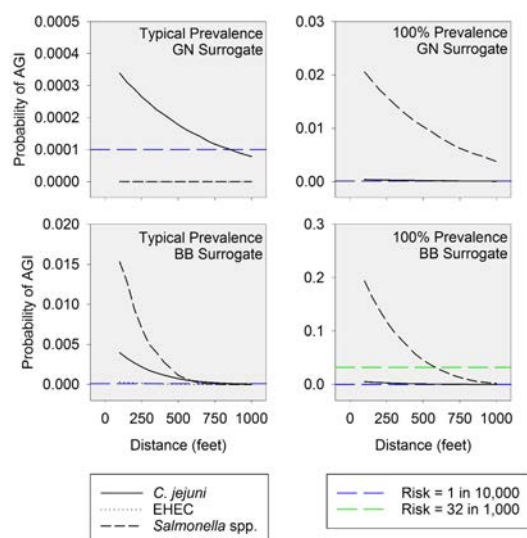 Typical Prevalence
GN Surrogate
0.0005
0.0004
0.0003
0.0002
0.0001
0.0000
Probability of AGI
100% Prevalence
GN Surrogate
0.03
0.02
0.01
0.00
Typical Prevalence
BB Surrogate
0.020
0.015
0.010
0.005
0.000
Probability of AGI
0 250 500 750 1000
Distance (feet)
100% Prevalence
BB Surrogate
0.3
0.2
0.1
0.0
0 250 500 750 1000
Distance (feet)
C. jejuni
EHEC
Salmonella spp.
Risk = 1 in 10,000
Risk = 32 in 1,000